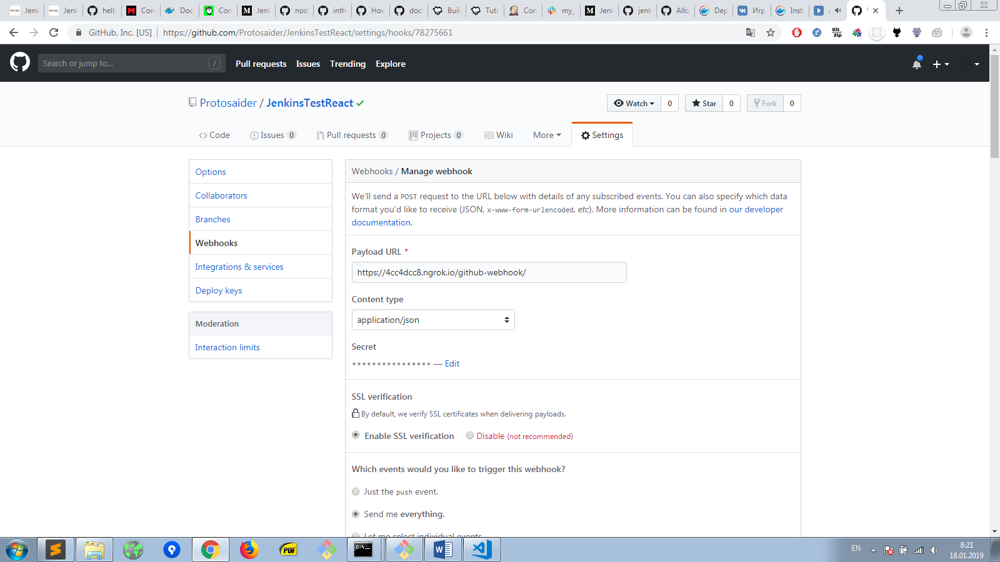 Jenk
Jenk
hello
Con
Doc
Con
Jenk
nod
inth
How
doc
Buil
Tuto
Con
my_
Jenk
jenk
Allo
Dep
Игр
Inst
GitHub, Inc. [US] https://github.com/Protosaider/JenkinsTestReact/settings/hooks/78275661
Search or jump to... /
Pull requests Issues Trending Explore
Protosaider / JenkinsTestReact
Watch 0 Star 0 Fork 0
Code Issues 0 Pull requests 0 Projects 0 Wiki More Settings
Options
Collaborators
Branches
Webhooks
Integrations & services
Deploy keys
Moderation
Interaction limits
Webhooks / Manage webhook
We'll send a POST request to the URL below with details of any subscribed events. You can also specify which data
format you'd like to receive (JSON, x-www-form-urlencoded, etc). More information can be found in our developer
documentation.
Payload URL *
https://4cc4dcc8.ngrok.io/github-webhook/
Content type
application/json
Secret
**************** — Edit
SSL verification
By default, we verify SSL certificates when delivering payloads.
Enable SSL verification Disable (not recommended)
Which events would you like to trigger this webhook?
Just the push event.
Send me everything.
Let me select individual events.
PDF
EN
8:21
18.01.2019